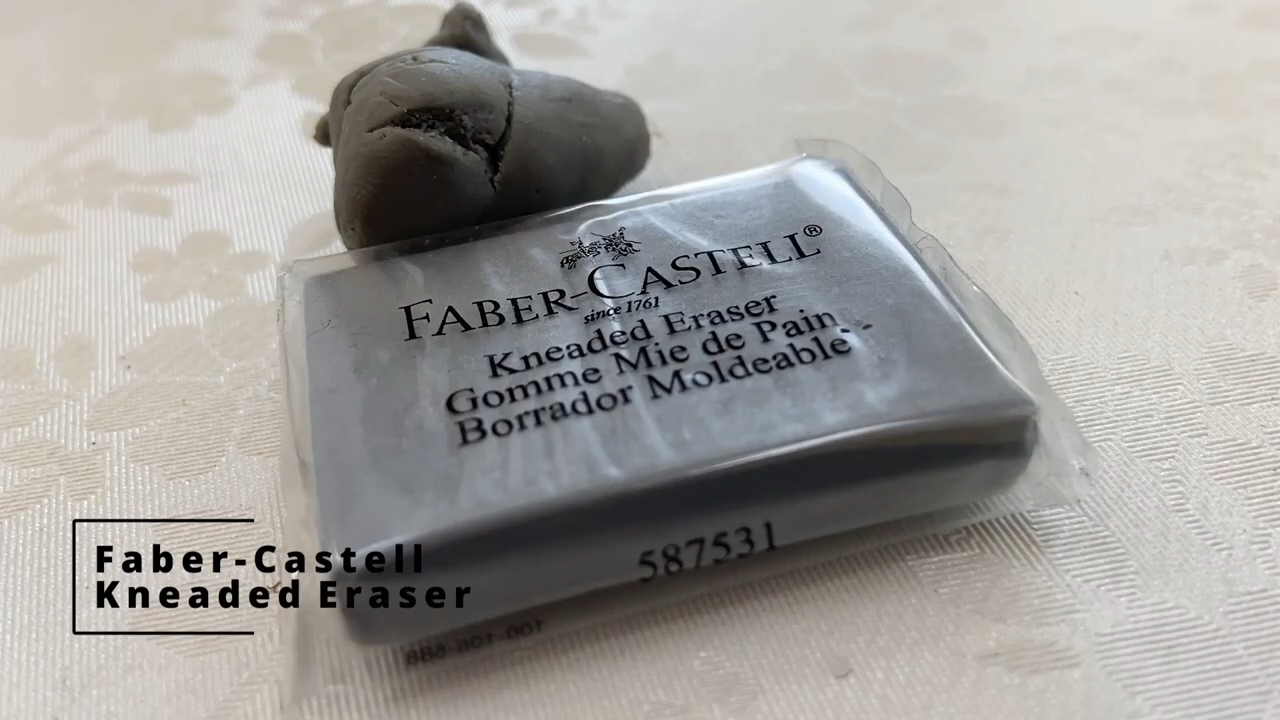 FABER-CASTELL®
since 1761
Kneaded Eraser
Gomme Mie de Pain
Borrador Moldeable
587531
Faber-Castell
Kneaded Eraser